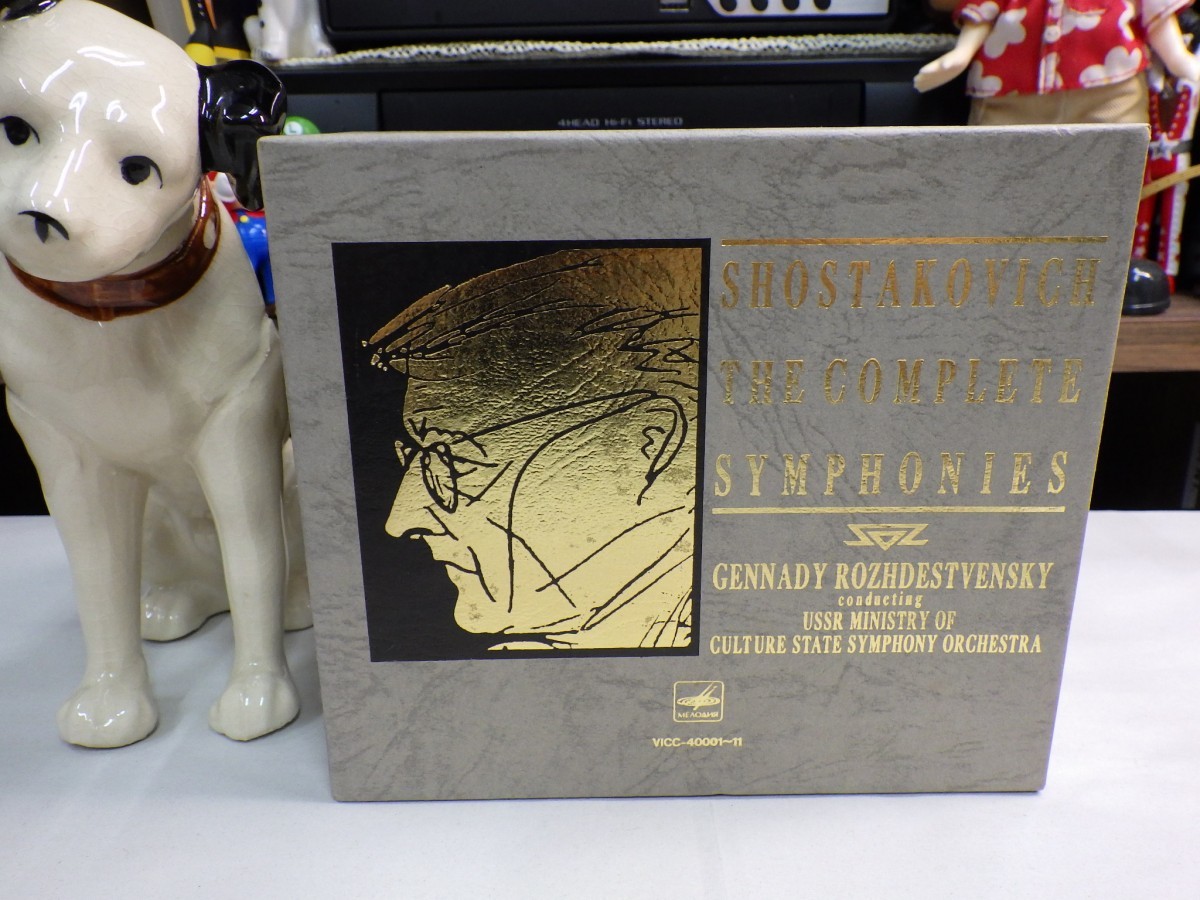 4HEAD Hi-Fi STEREO
SHOSTAKOVICH
THE COMPLETE
SYMPHONIES
GENNADY ROZHDESTVENSKY
conducting
USSR MINISTRY OF
CULTURE STATE SYMPHONY ORCHESTRA
МЕЛОДИЯ
VICC-40001~11